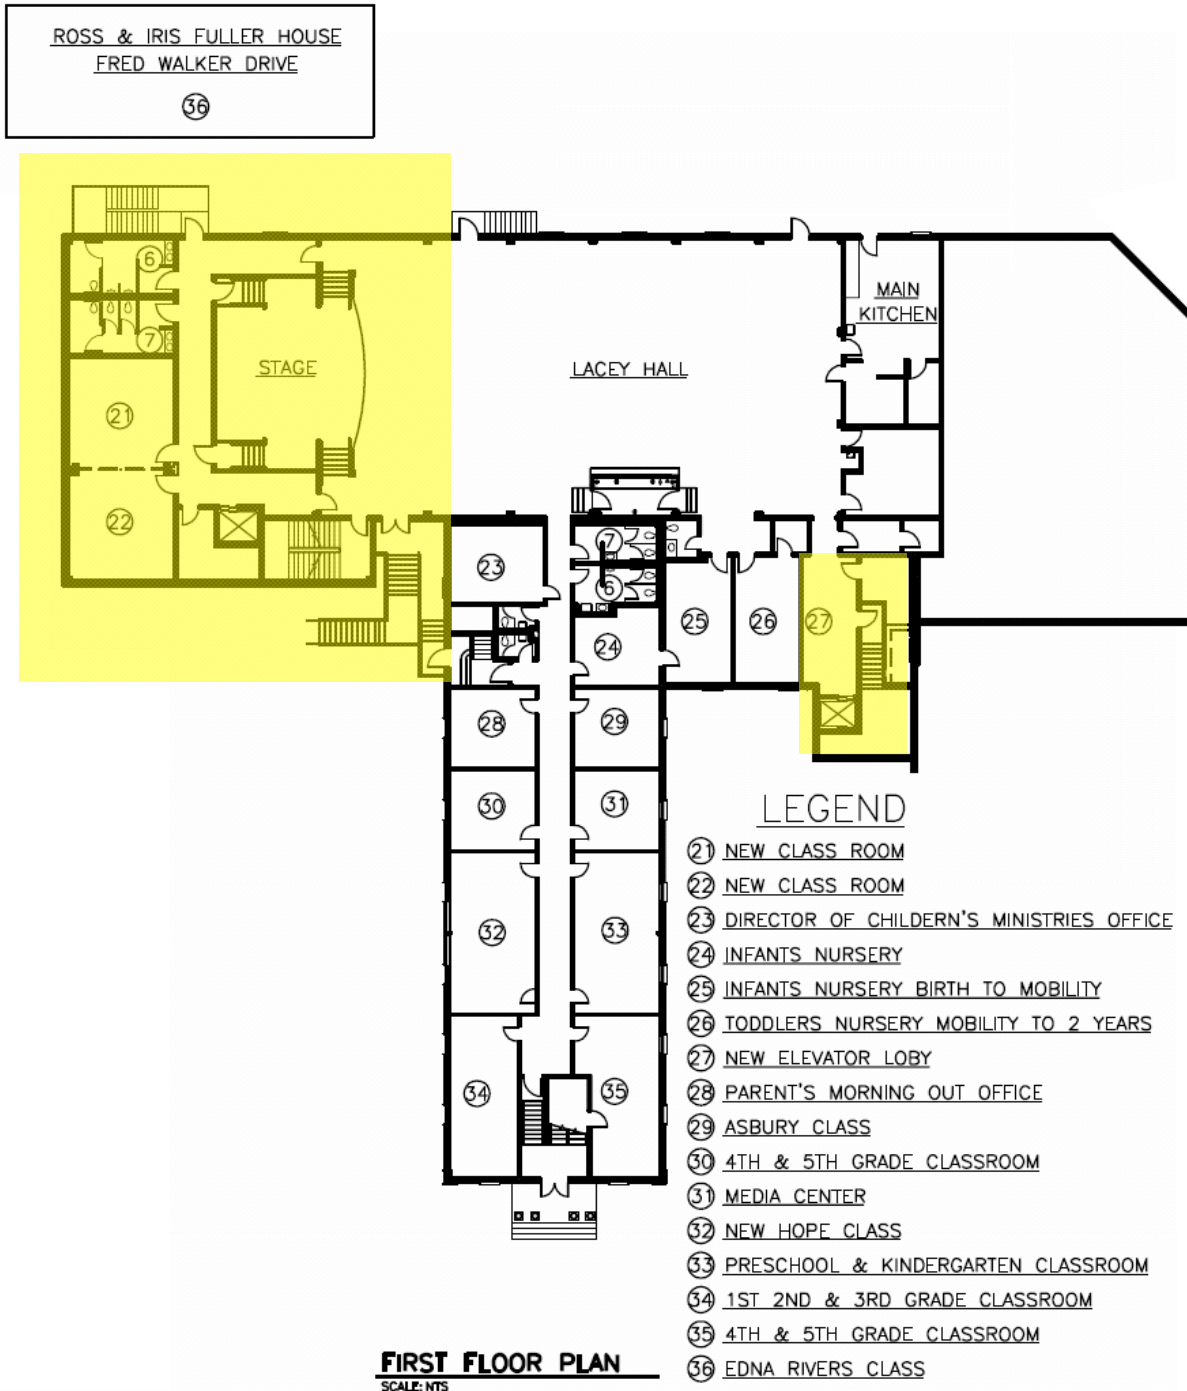 ROSS & IRIS FULLER HOUSE
FRED WALKER DRIVE
36
6
7
MAIN
KITCHEN
STAGE
LACEY HALL
21
22
7
6
23
25
26
27
24
28
29
30
31
32
33
34
35
LEGEND
21 NEW CLASS ROOM
22 NEW CLASS ROOM
23 DIRECTOR OF CHILDERN'S MINISTRIES OFFICE
24 INFANTS NURSERY
25 INFANTS NURSERY BIRTH TO MOBILITY
26 TODDLERS NURSERY MOBILITY TO 2 YEARS
27 NEW ELEVATOR LOBY
28 PARENT'S MORNING OUT OFFICE
29 ASBURY CLASS
30 4TH & 5TH GRADE CLASSROOM
31 MEDIA CENTER
32 NEW HOPE CLASS
33 PRESCHOOL & KINDERGARTEN CLASSROOM
34 1ST 2ND & 3RD GRADE CLASSROOM
35 4TH & 5TH GRADE CLASSROOM
36 EDNA RIVERS CLASS
FIRST FLOOR PLAN
SCALE: NTS